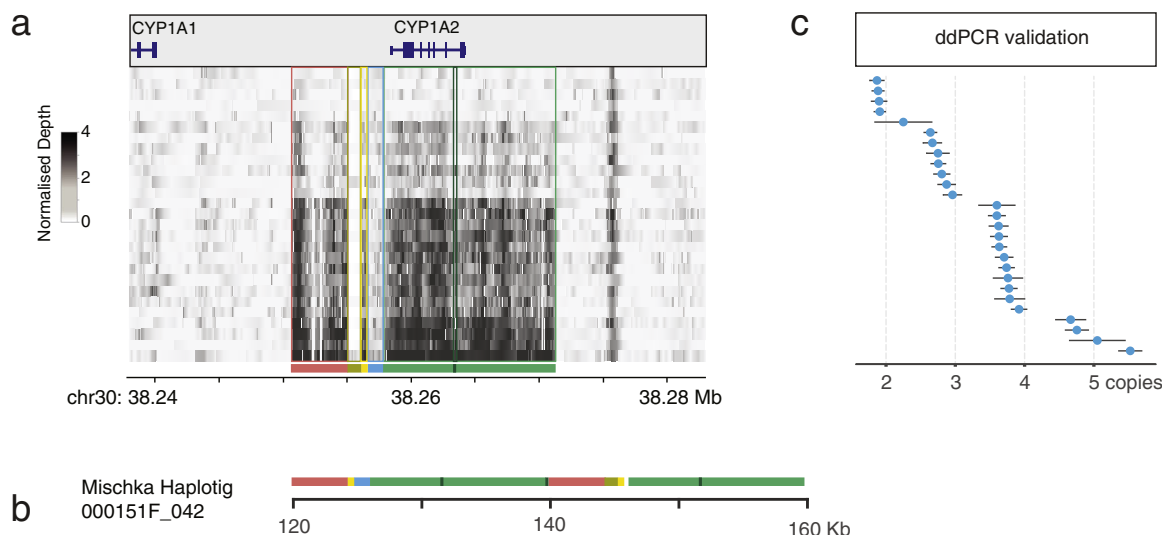 a
CYP1A1
CYP1A2
Normalised Depth
4
2
0
chr30: 38.24
38.26
38.28 Mb
b
Mischka Haplotig
000151F_042
120
140
160 Kb
c
ddPCR validation
2
3
4
5 copies